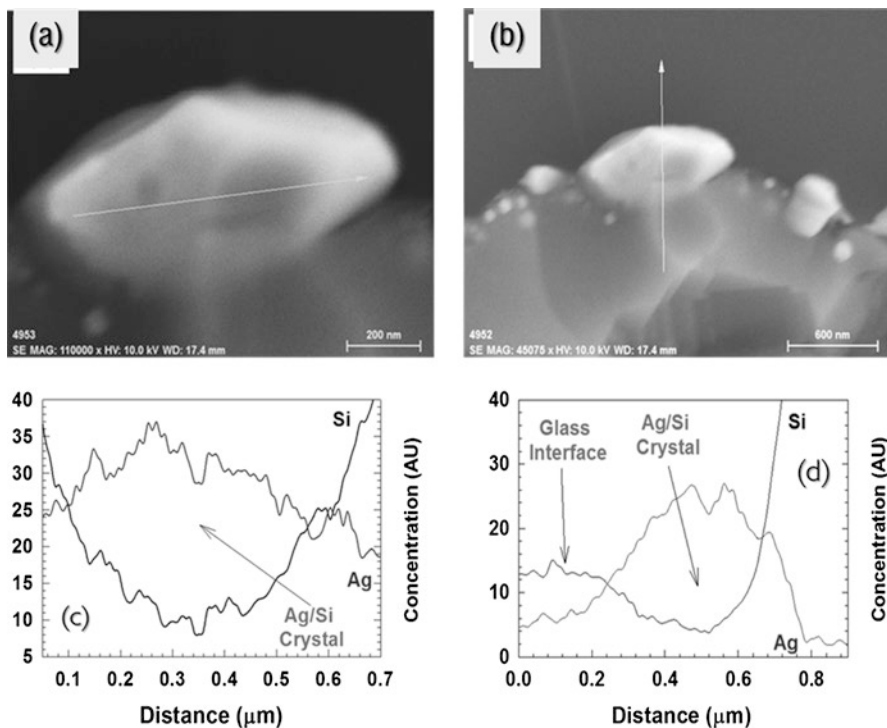 (a)
4953
SE MAG: 110000 x HV: 10.0 kV WD: 17.4 mm
200 nm
(b)
4952
SE MAG: 45075 x HV: 10.0 kV WD: 17.4 mm
600 nm
40
35
30
25
20
15
10
5
0.1 0.2 0.3 0.4 0.5 0.6 0.7
Si
Ag
Ag/Si
Crystal
(c)
Distance (μm)
Concentration (AU)
40
30
20
10
0
0.0 0.2 0.4 0.6 0.8
Glass
Interface
Ag/Si
Crystal
Si
(d)
Ag
Distance (μm)
Concentration (AU)